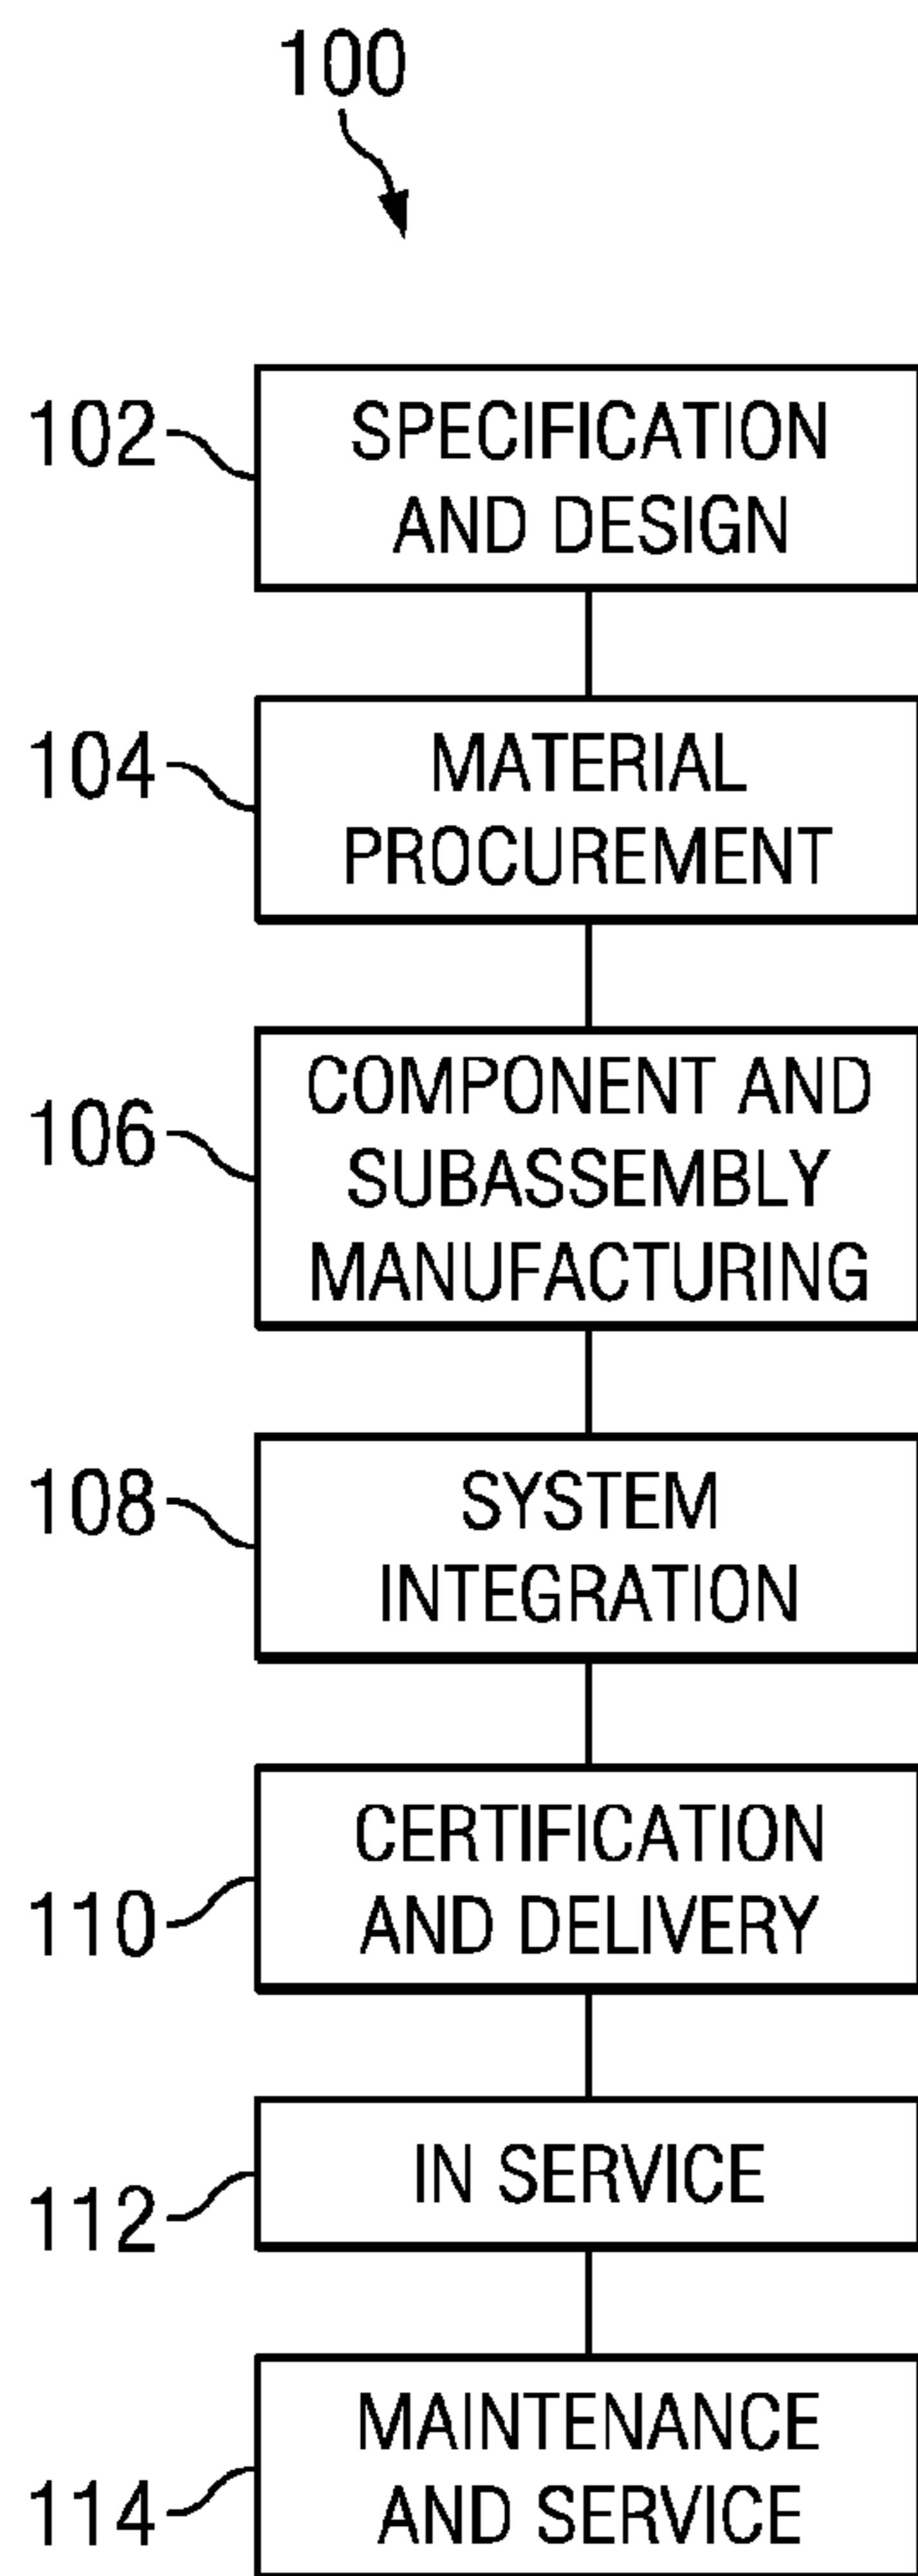 100
102
SPECIFICATION
AND DESIGN
104
MATERIAL
PROCUREMENT
106
COMPONENT AND
SUBASSEMBLY
MANUFACTURING
108
SYSTEM
INTEGRATION
110
CERTIFICATION
AND DELIVERY
112
IN SERVICE
114
MAINTENANCE
AND SERVICE